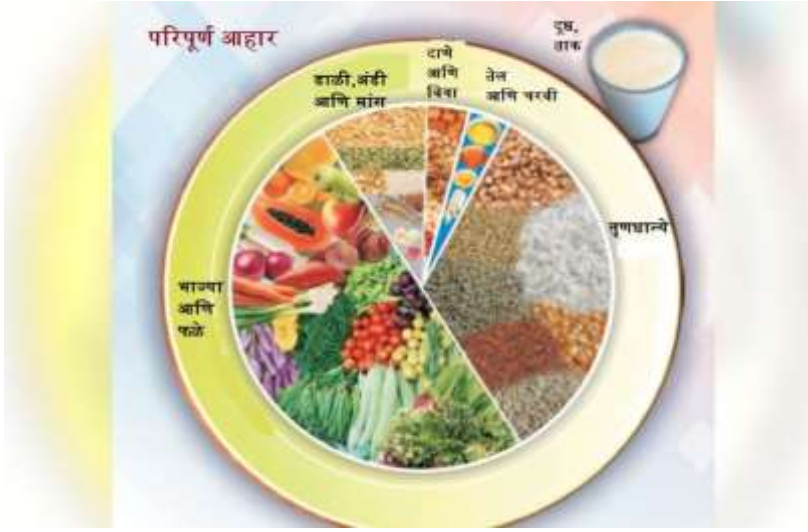 परिपूर्ण आहार
दूध,
ताक
डाळी,अंडी
आणि मांस
दाणे
आणि
बिया
तेल
आणि चरबी
तृणधान्ये
भाज्या
आणि
फळे